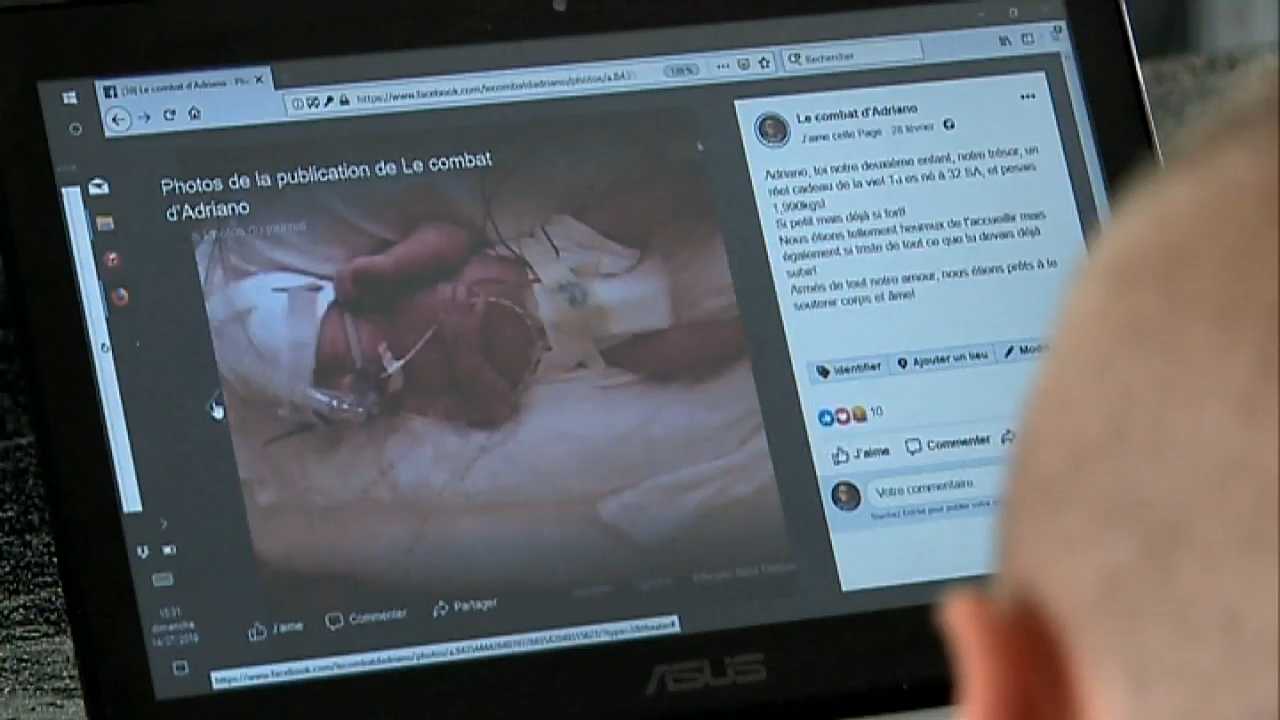 Le combat d'Adriano
https://www.facebook.com/lecombatdadriano/photos/a.843
Rechercher
Photos de la publication de Le combat
d'Adriano
Le combat d'Adriano
J'aime cette Page · 28 février
Adriano, toi notre deuxième enfant, notre trésor, un
réel cadeau de la vie! Tu es né à 32 SA, et pesais
1,990kgs!
Si petit mais déjà si fort!
Nous étions tellement heureux de t'accueillir mais
également si triste de tout ce que tu devais déjà
subir!
Armés de tout notre amour, nous étions prêts à te
soutenir corps et âme!
Identifier
Ajouter un lieu
10
J'aime
Commenter
Votre commentaire
J'aime
Commenter
Partager
15:31
dimanche
ASUS